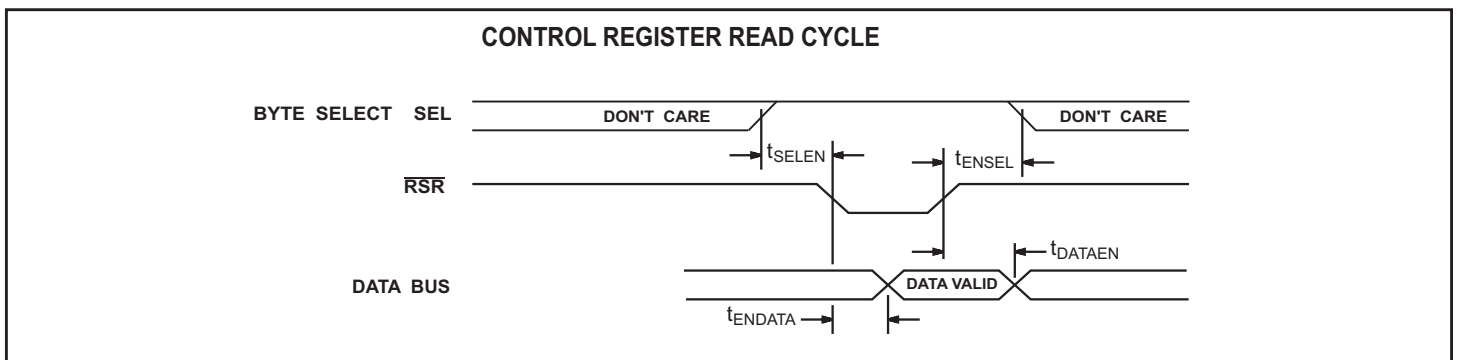 CONTROL REGISTER READ CYCLE
BYTE SELECT SEL
DON'T CARE
DON'T CARE
tSELEN
tENSEL
RSR
tDATAEN
DATA BUS
DATA VALID
tENDATA